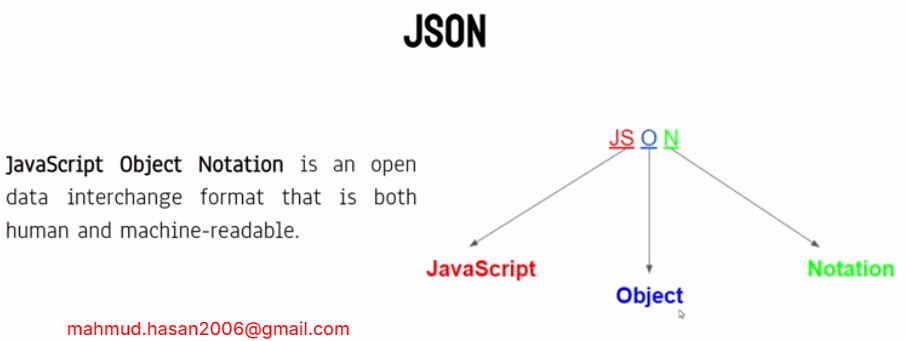 JSON
JavaScript Object Notation is an open
data interchange format that is both
human and machine-readable.
JS O N
JavaScript
Object
Notation
mahmud.hasan2006@gmail.com